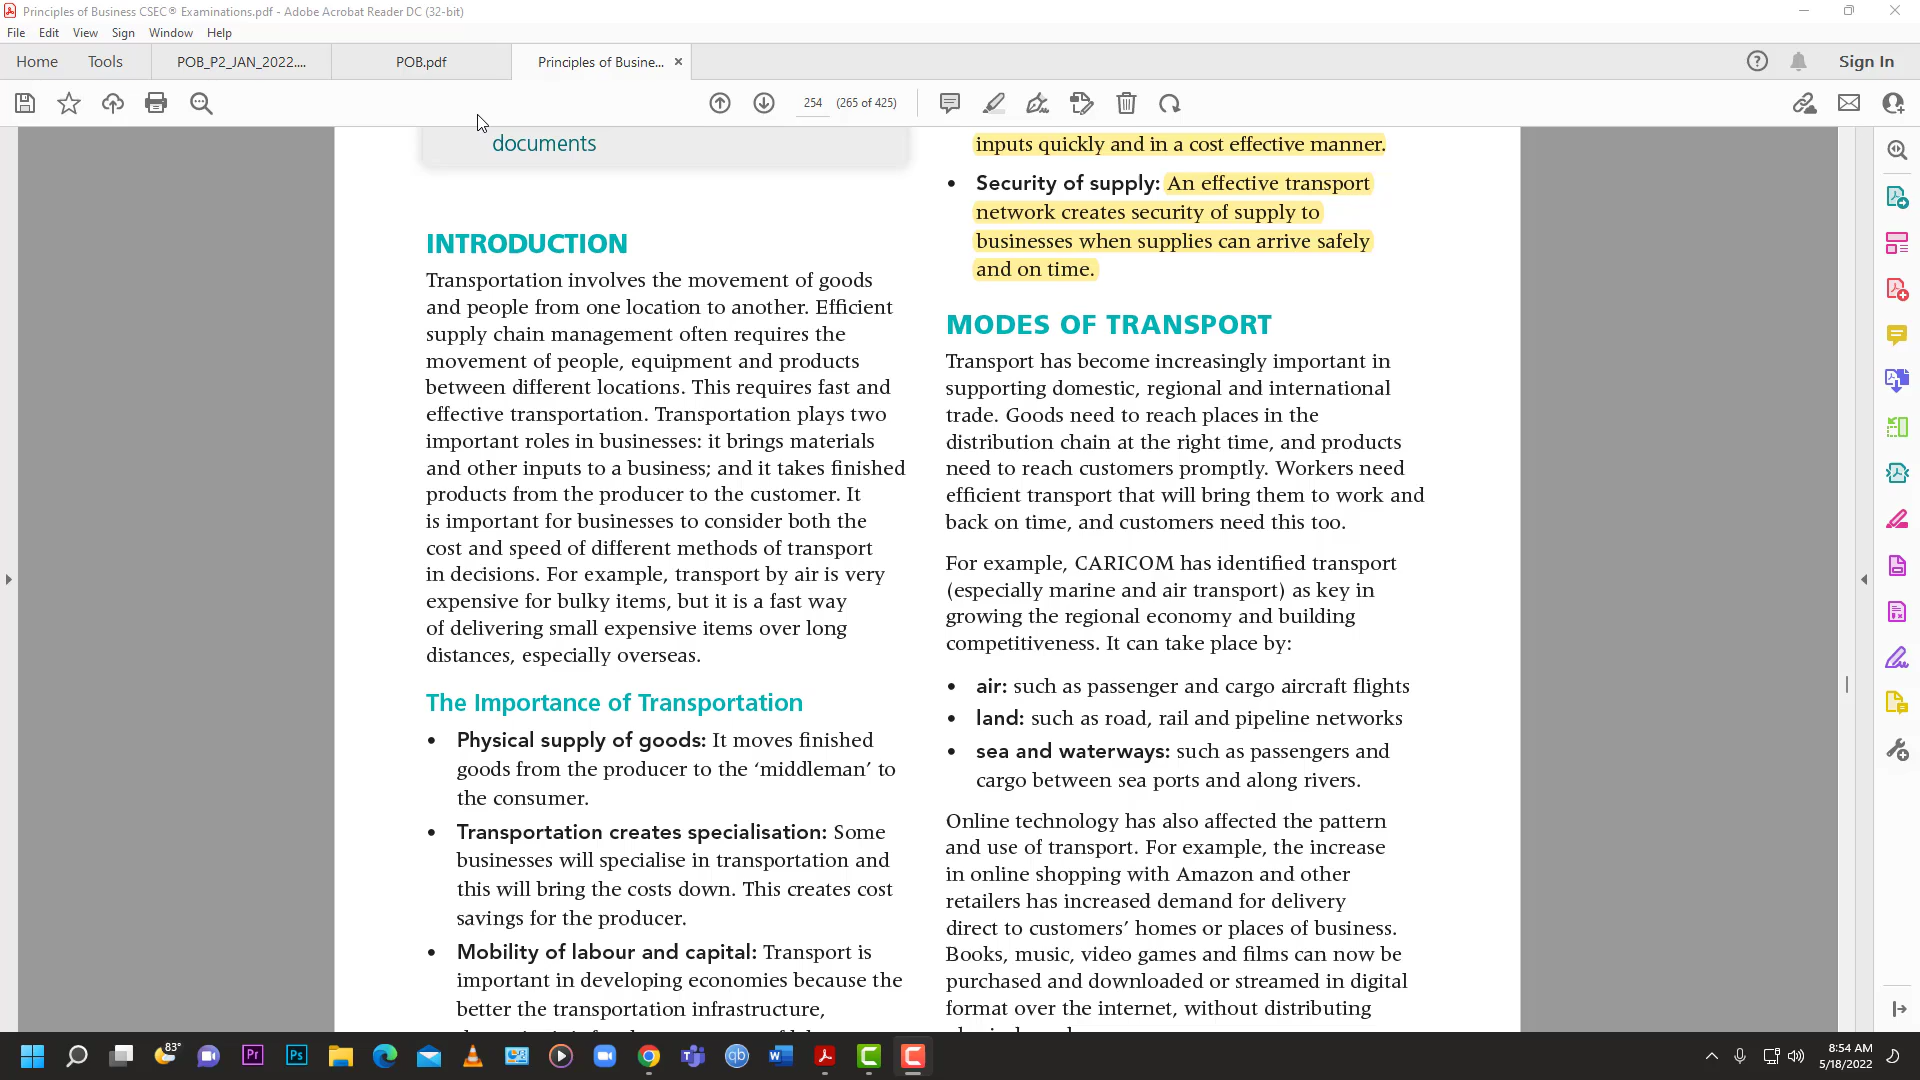 Principles of Business CSEC® Examinations.pdf - Adobe Acrobat Reader DC (32-bit)
File Edit View Sign Window Help
Home Tools POB_P2_JAN_2022.... POB.pdf Principles of Busine... × Sign In
254 (265 of 425)
documents
INTRODUCTION
Transportation involves the movement of goods
and people from one location to another. Efficient
supply chain management often requires the
movement of people, equipment and products
between different locations. This requires fast and
effective transportation. Transportation plays two
important roles in businesses: it brings materials
and other inputs to a business; and it takes finished
products from the producer to the customer. It
is important for businesses to consider both the
cost and speed of different methods of transport
in decisions. For example, transport by air is very
expensive for bulky items, but it is a fast way
of delivering small expensive items over long
distances, especially overseas.
The Importance of Transportation
• Physical supply of goods: It moves finished
goods from the producer to the ‘middleman’ to
the consumer.
• Transportation creates specialisation: Some
businesses will specialise in transportation and
this will bring the costs down. This creates cost
savings for the producer.
• Mobility of labour and capital: Transport is
important in developing economies because the
better the transportation infrastructure,
inputs quickly and in a cost effective manner.
• Security of supply: An effective transport
network creates security of supply to
businesses when supplies can arrive safely
and on time.
MODES OF TRANSPORT
Transport has become increasingly important in
supporting domestic, regional and international
trade. Goods need to reach places in the
distribution chain at the right time, and products
need to reach customers promptly. Workers need
efficient transport that will bring them to work and
back on time, and customers need this too.
For example, CARICOM has identified transport
(especially marine and air transport) as key in
growing the regional economy and building
competitiveness. It can take place by:
• air: such as passenger and cargo aircraft flights
• land: such as road, rail and pipeline networks
• sea and waterways: such as passengers and
cargo between sea ports and along rivers.
Online technology has also affected the pattern
and use of transport. For example, the increase
in online shopping with Amazon and other
retailers has increased demand for delivery
direct to customers’ homes or places of business.
Books, music, video games and films can now be
purchased and downloaded or streamed in digital
format over the internet, without distributing
83°
Pr
Ps
qb
8:54 AM
5/18/2022